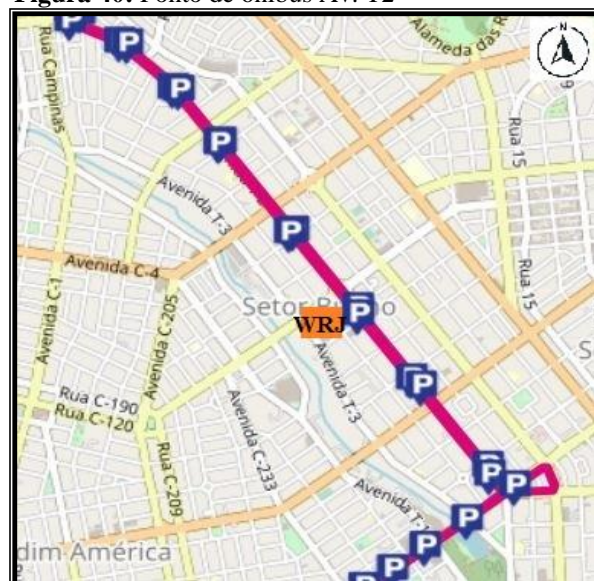 Figura 40: Ponto de ônibus Av. T2
P
P
P
P
P
P
P
P
P
P
P
P
P
N
Alameda das R
9
Rua Campinas
Rua 15
Avenida T-3
Avenida C-4
Rua 15
Avenida C-1
Avenida C-205
Setor
WRJ
S
Avenida T-3
Rua C-190
Rua C-120
Avenida C-233
Rua C-209
Avenida T-1
dim América